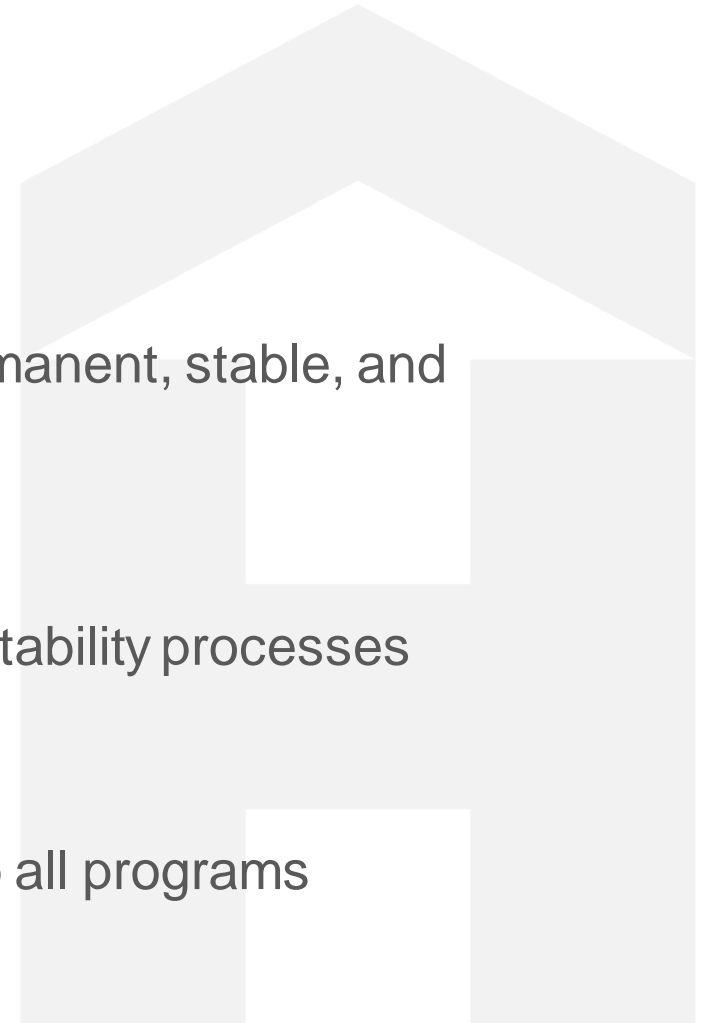 manent, stable, and
tability processes
all programs